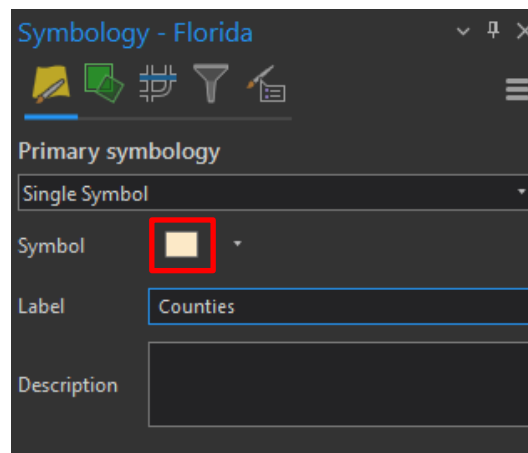 Symbology - Florida
Primary symbology
Single Symbol
Symbol
Label
Counties
Description